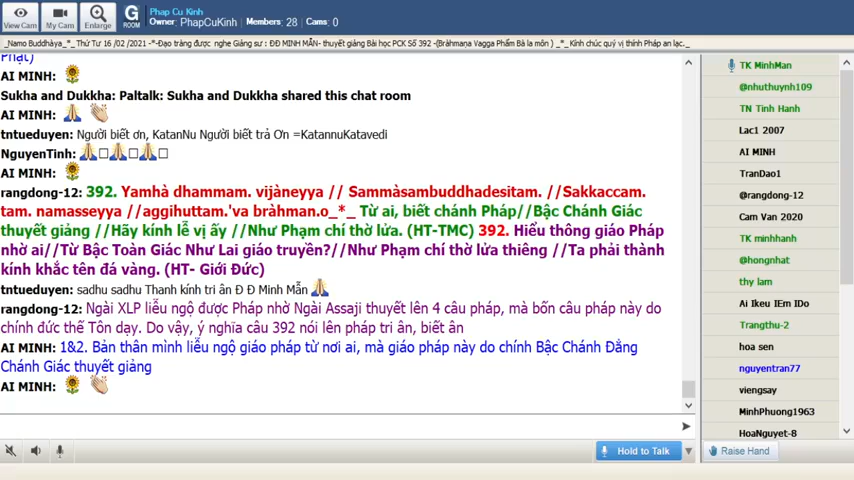 View Cam
My Cam
Enlarge
G
ROOM
Phap Cu Kinh
Owner: PhapCuKinh | Members: 28 | Cams: 0
_Namo Buddhàya_*_ Thứ Tư 16 /02 /2021 -*-Đạo tràng được nghe Giảng sư : ĐĐ MINH MẪN- thuyết giảng Bài học PCK Số 392 -(Bràhmaṇa Vagga Phẩm Bà la môn ) _*_ Kính chúc quý vị thính Pháp an lạc._
Phật)
AI MINH:
Sukha and Dukkha: Paltalk: Sukha and Dukkha shared this chat room
AI MINH:
tntueduyen: Người biết ơn, KatanNu Người biết trả Ơn =KatannuKatavedi
NguyenTinh:
AI MINH:
rangdong-12: 392. Yamhà dhammaṃ. vijàneyya // Sammàsambuddhadesitam. //Sakkaccam.
tam. namasseyya //aggihuttam.'va bràhman.o_*_ Từ ai, biết chánh Pháp//Bậc Chánh Giác
thuyết giảng //Hãy kính lễ vị ấy //Như Phạm chí thờ lửa. (HT-TMC) 392. Hiểu thông giáo Pháp
nhờ ai//Từ Bậc Toàn Giác Như Lai giáo truyền?//Như Phạm chí thờ lửa thiêng //Ta phải thành
kính khắc tên đá vàng. (HT- Giới Đức)
tntueduyen: sadhu sadhu Thanh kính tri ân Đ Đ Minh Mẫn
rangdong-12: Ngài XLP liễu ngộ được Pháp nhờ Ngài Assaji thuyết lên 4 câu pháp, mà bốn câu pháp này do
chính đức thế Tôn dạy. Do vậy, ý nghĩa câu 392 nói lên pháp tri ân, biết ân
AI MINH: 1&2. Bản thân mình liễu ngộ giáo pháp từ nơi ai, mà giáo pháp này do chính Bậc Chánh Đẳng
Chánh Giác thuyết giảng
AI MINH:
Hold to Talk
TK MinhMan
@nhuthuynh109
TN Tinh Hanh
Lac1 2007
AI MINH
TranDao1
@rangdong-12
Cam Van 2020
TK minhhanh
@hongnhat
thy lam
Ai Ikeu IEm IDo
Trangthu-2
hoa sen
nguyentran77
viengsay
MinhPhuong1963
HoaNguyet-8
Raise Hand